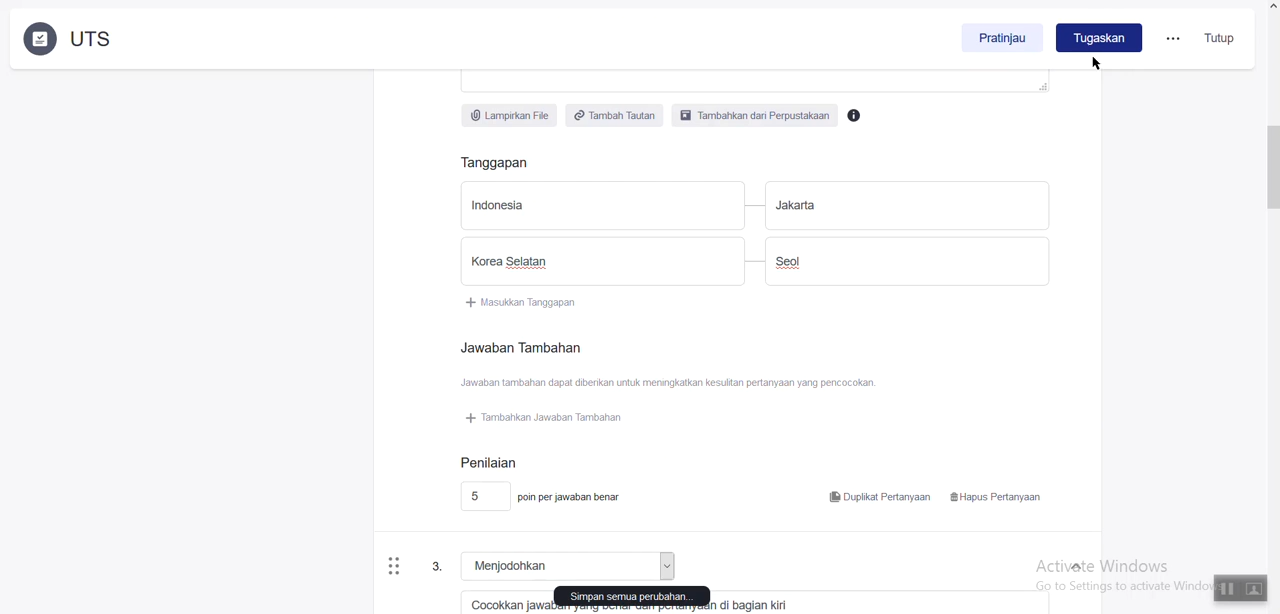 UTS
Pratinjau
Tugaskan
Tutup
Lampirkan File
Tambah Tautan
Tambahkan dari Perpustakaan
Tanggapan
Indonesia
Jakarta
Korea Selatan
Seol
Masukkan Tanggapan
Jawaban Tambahan
Jawaban tambahan dapat diberikan untuk meningkatkan kesulitan pertanyaan yang pencocokan.
Tambahkan Jawaban Tambahan
Penilaian
5 poin per jawaban benar
Duplikat Pertanyaan
Hapus Pertanyaan
3.
Menjodohkan
Activate Windows
Go to Settings to activate Windows
Simpan semua perubahan...
Cocokkan jawaban yang benar dari pertanyaan di bagian kiri